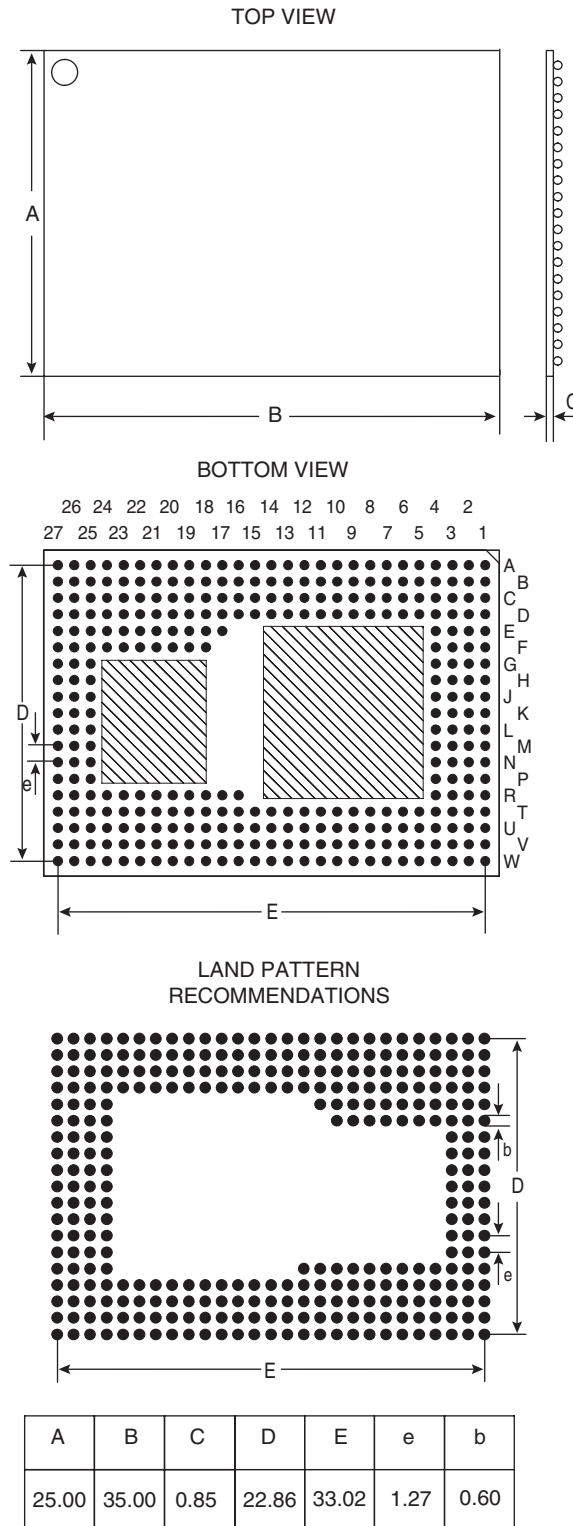 TOP VIEW
A
B
C
BOTTOM VIEW
26 24 22 20 18 16 14 12 10 8 6 4 2
27 25 23 21 19 17 15 13 11 9 7 5 3 1
A
B
C
D
E
F
G
H
J
K
L
M
N
P
R
T
U
V
W
D
e
E
LAND PATTERN
RECOMMENDATIONS
b
D
e
E
A B C D E e b
25.00 35.00 0.85 22.86 33.02 1.27 0.60